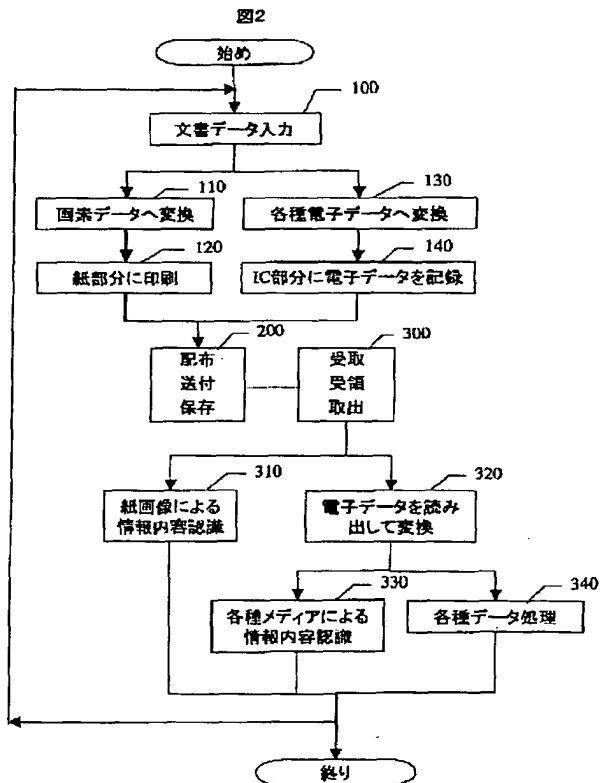 図2
始め
100
文書データ入力
110
画素データへ変換
130
各種電子データへ変換
120
紙部分に印刷
140
IC部分に電子データを記録
200
配布
送付
保存
300
受取
受領
取出
310
紙画像による
情報内容認識
320
電子データを読み
出して変換
330
各種メディアによる
情報内容認識
340
各種データ処理
終り